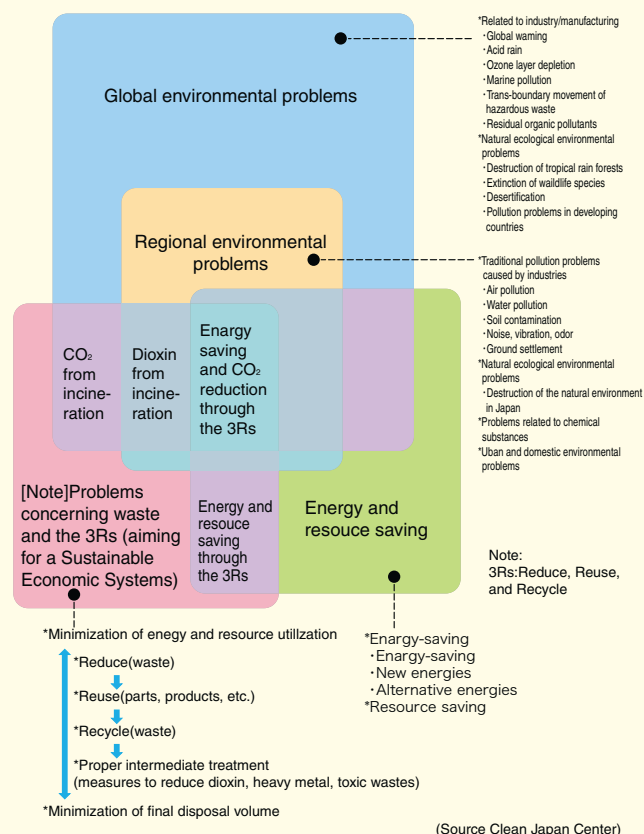 Global environmental problems
*Related to industry/manufacturing
・Global warning
・Acid rain
・Ozone layer depletion
・Marine pollution
・Trans-boundary movement of
hazardous waste
・Residual organic pollutants
*Natural ecological environmental
problems
・Destruction of tropical rain forests
・Extinction of waildlife species
・Desertification
・Pollution problems in developing
countries
Regional environmental
problems
*Traditional pollution problems
caused by industries
・Air pollution
・Water pollution
・Soil contamination
・Noise, vibration, odor
・Ground settlement
*Natural ecological environmental
problems
・Destruction of the natural environment
in Japan
*Problems related to chemical
substances
*Uban and domestic environmental
problems
CO₂
from
incine-
ration
Dioxin
from
incine-
ration
Energy
saving
and CO₂
reduction
through
the 3Rs
[Note]Problems
concerning waste
and the 3Rs (aiming
for a Sustainable
Economic Systems)
Energy and
resouce
saving
through
the 3Rs
Energy and
resouce saving
Note:
3Rs:Reduce, Reuse,
and Recycle
*Minimization of enegy and resource utilzation
*Reduce(waste)
*Reuse(parts, products, etc.)
*Recycle(waste)
*Proper intermediate treatment
(measures to reduce dioxin, heavy metal, toxic wastes)
*Minimization of final disposal volume
*Enargy-saving
・Enargy-saving
・New energies
・Alternative energies
*Resource saving
(Source Clean Japan Center)